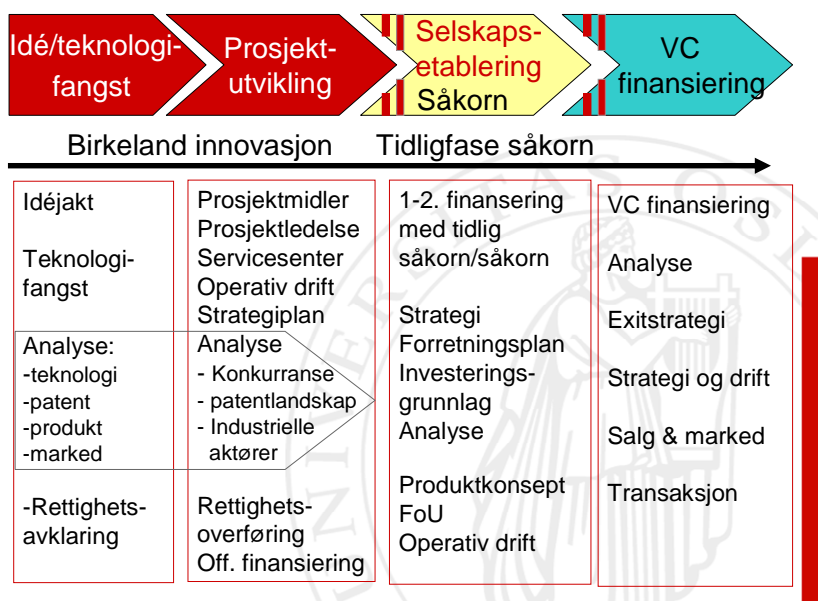 Idé/teknologi-
fangst
Prosjekt-
utvikling
Selskaps-
etablering
Såkorn
VC
finansiering
Birkeland innovasjon
Tidligfase såkorn
Idéjakt
Teknologi-
fangst
Analyse:
-teknologi
-patent
-produkt
-marked
-Rettighets-
avklaring
Prosjektmidler
Prosjektledelse
Servicesenter
Operativ drift
Strategiplan
Analyse
- Konkurranse
- patentlandskap
- Industrielle
aktører
Rettighets-
overføring
Off. finansiering
1-2. finansering
med tidlig
såkorn/såkorn
Strategi
Forretningsplan
Investerings-
grunnlag
Analyse
Produktkonsept
FoU
Operativ drift
VC finansiering
Analyse
Exitstrategi
Strategi og drift
Salg & marked
Transaksjon